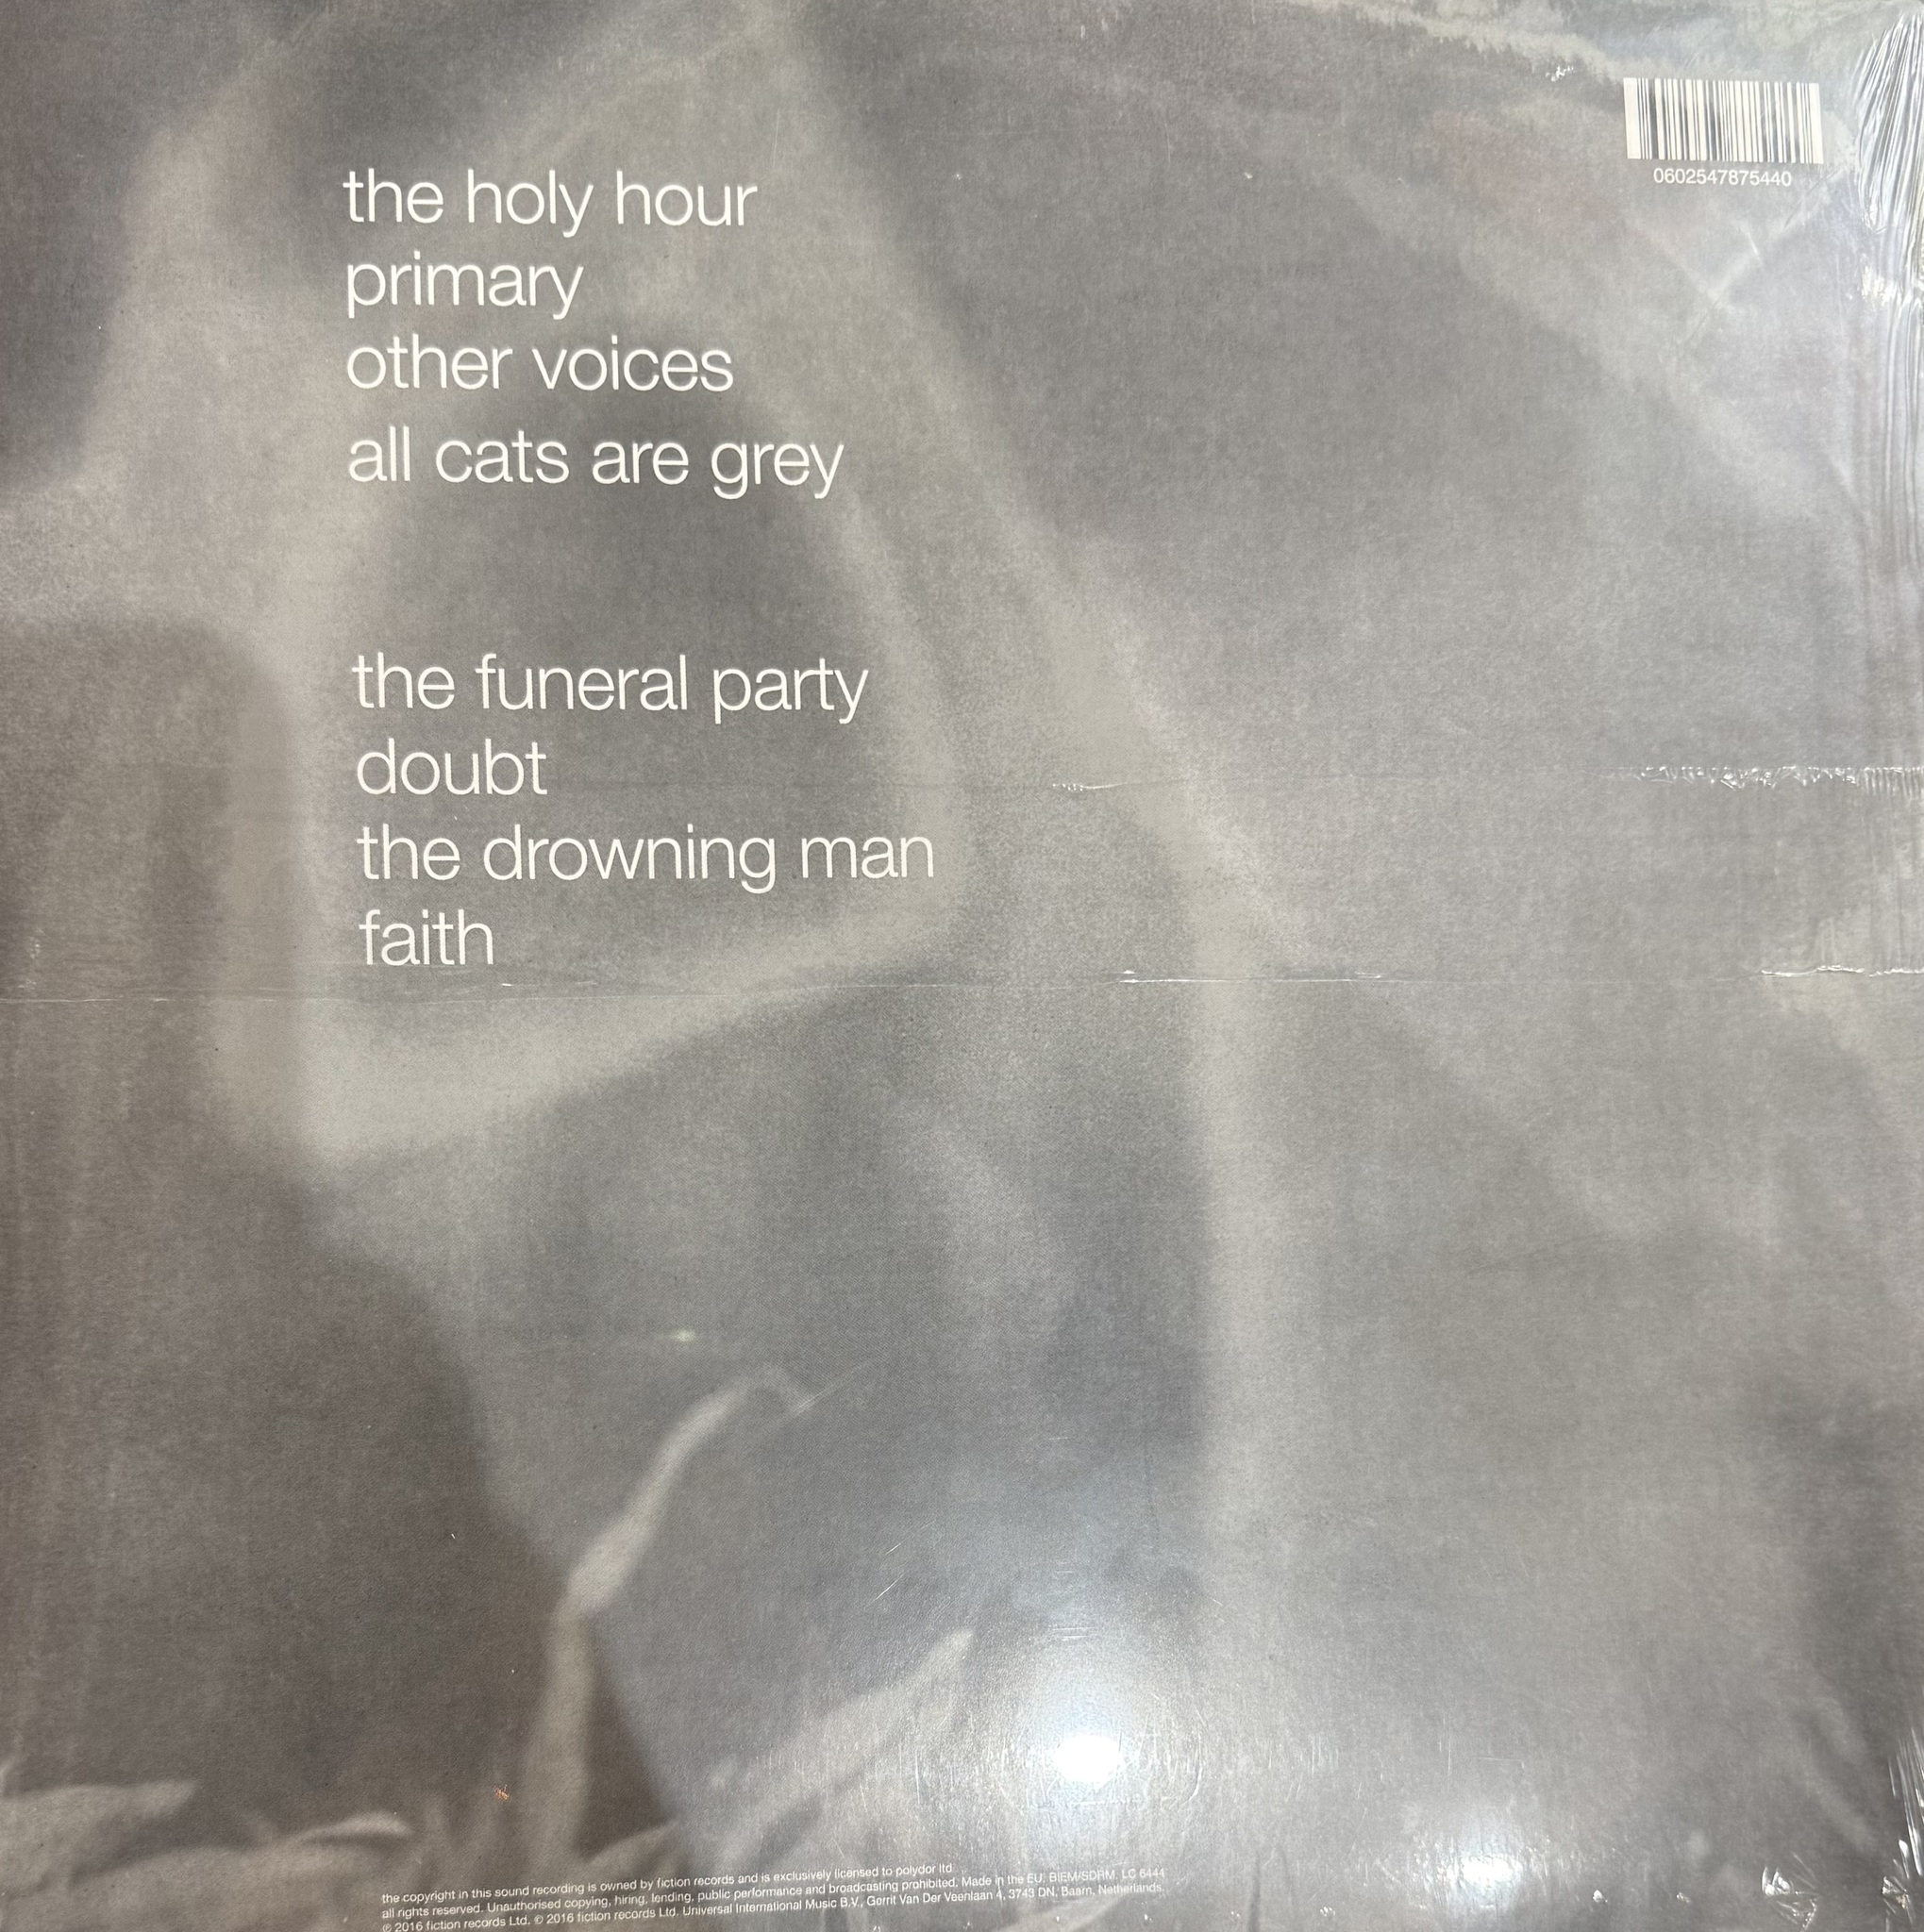 0602547875440
the holy hour
primary
other voices
all cats are grey
the funeral party
doubt
the drowning man
faith
the copyright in this sound recording is owned by fiction records and is exclusively licensed to polydor ltd
all rights reserved. Unauthorised copying, hiring, lending, public performance and broadcasting prohibited. Made in the EU. BIEM/SDRM. LC 6444
℗ 2016 fiction records Ltd. © 2016 fiction records Ltd. Universal International Music B.V., Gerrit Van Der Veenlaan 4, 3743 DN, Baarn, Netherlands.